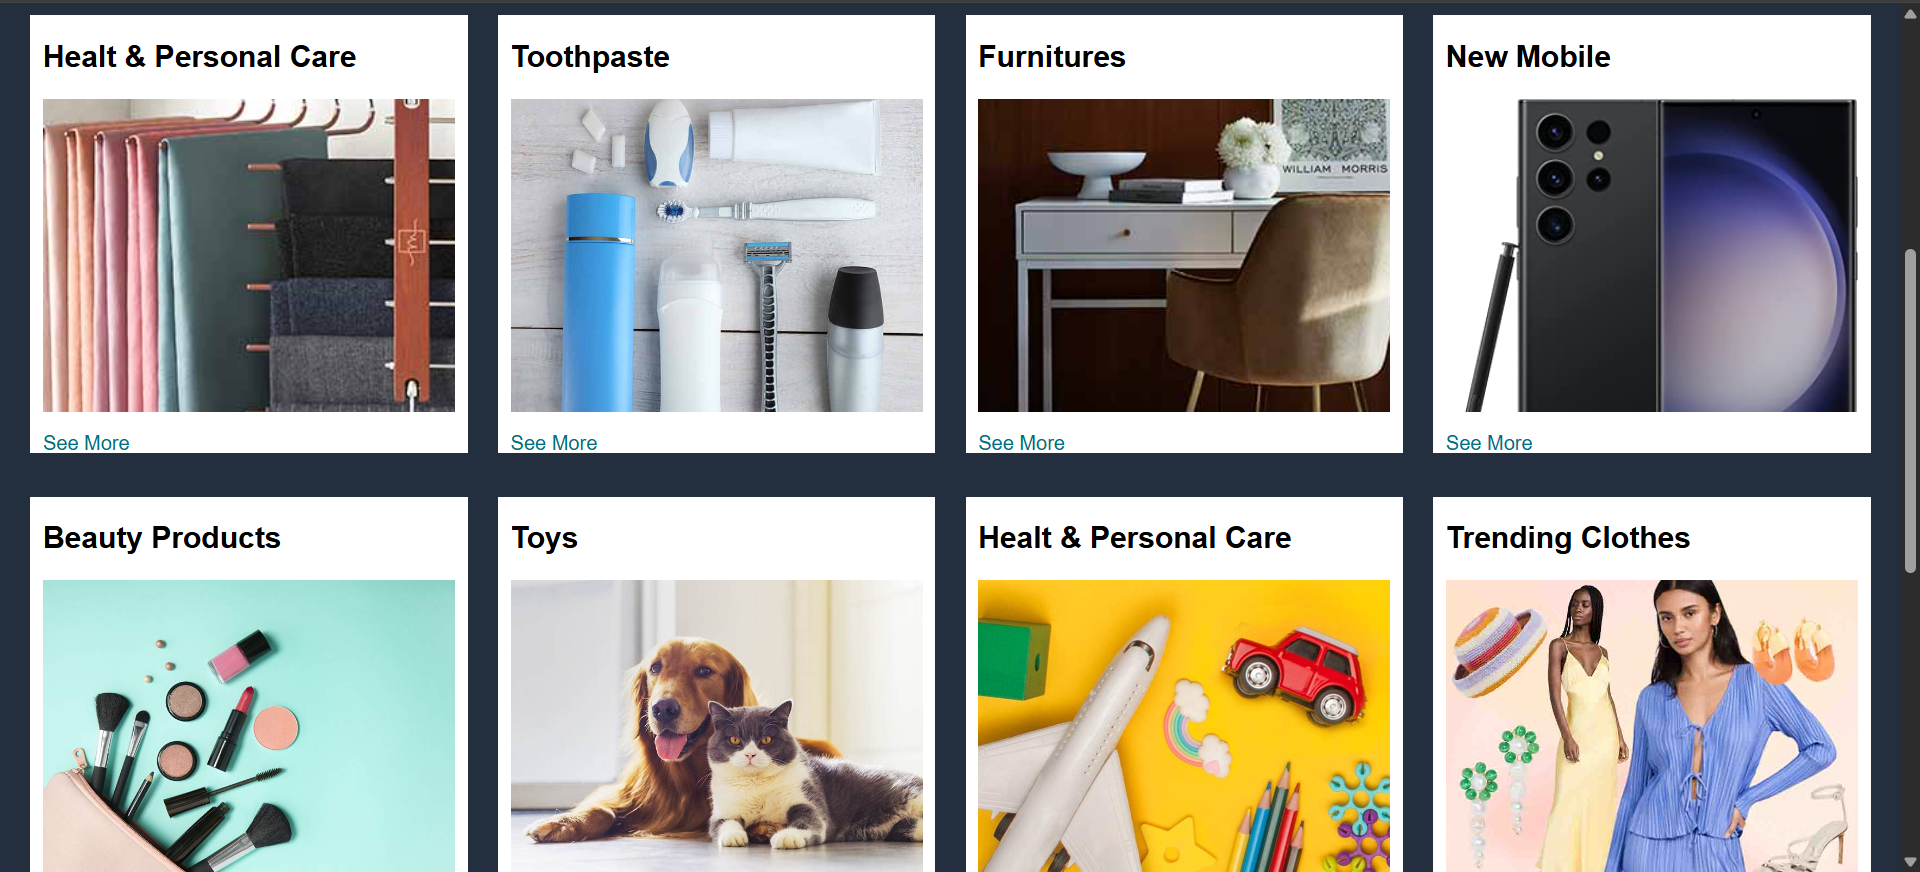 Healt & Personal Care
Toothpaste
Furnitures
New Mobile
WILLIAM MORRIS
See More
See More
See More
See More
Beauty Products
Toys
Healt & Personal Care
Trending Clothes